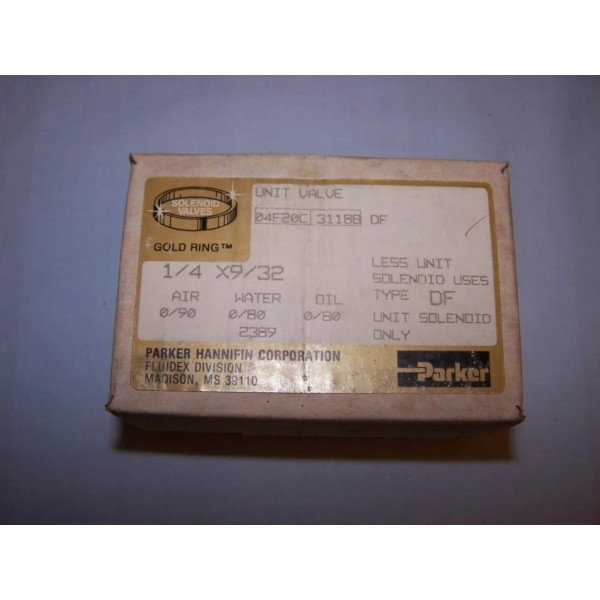 SOLENOID
VALVES
GOLD RING™
UNIT VALVE
04F20C 3118B DF
1/4 X9/32
AIR WATER OIL
0/90 0/80 0/80
2389
LESS UNIT
SOLENOID USES
TYPE DF
UNIT SOLENOID
ONLY
PARKER HANNIFIN CORPORATION
FLUIDEX DIVISION
MADISON, MS 39110
Parker